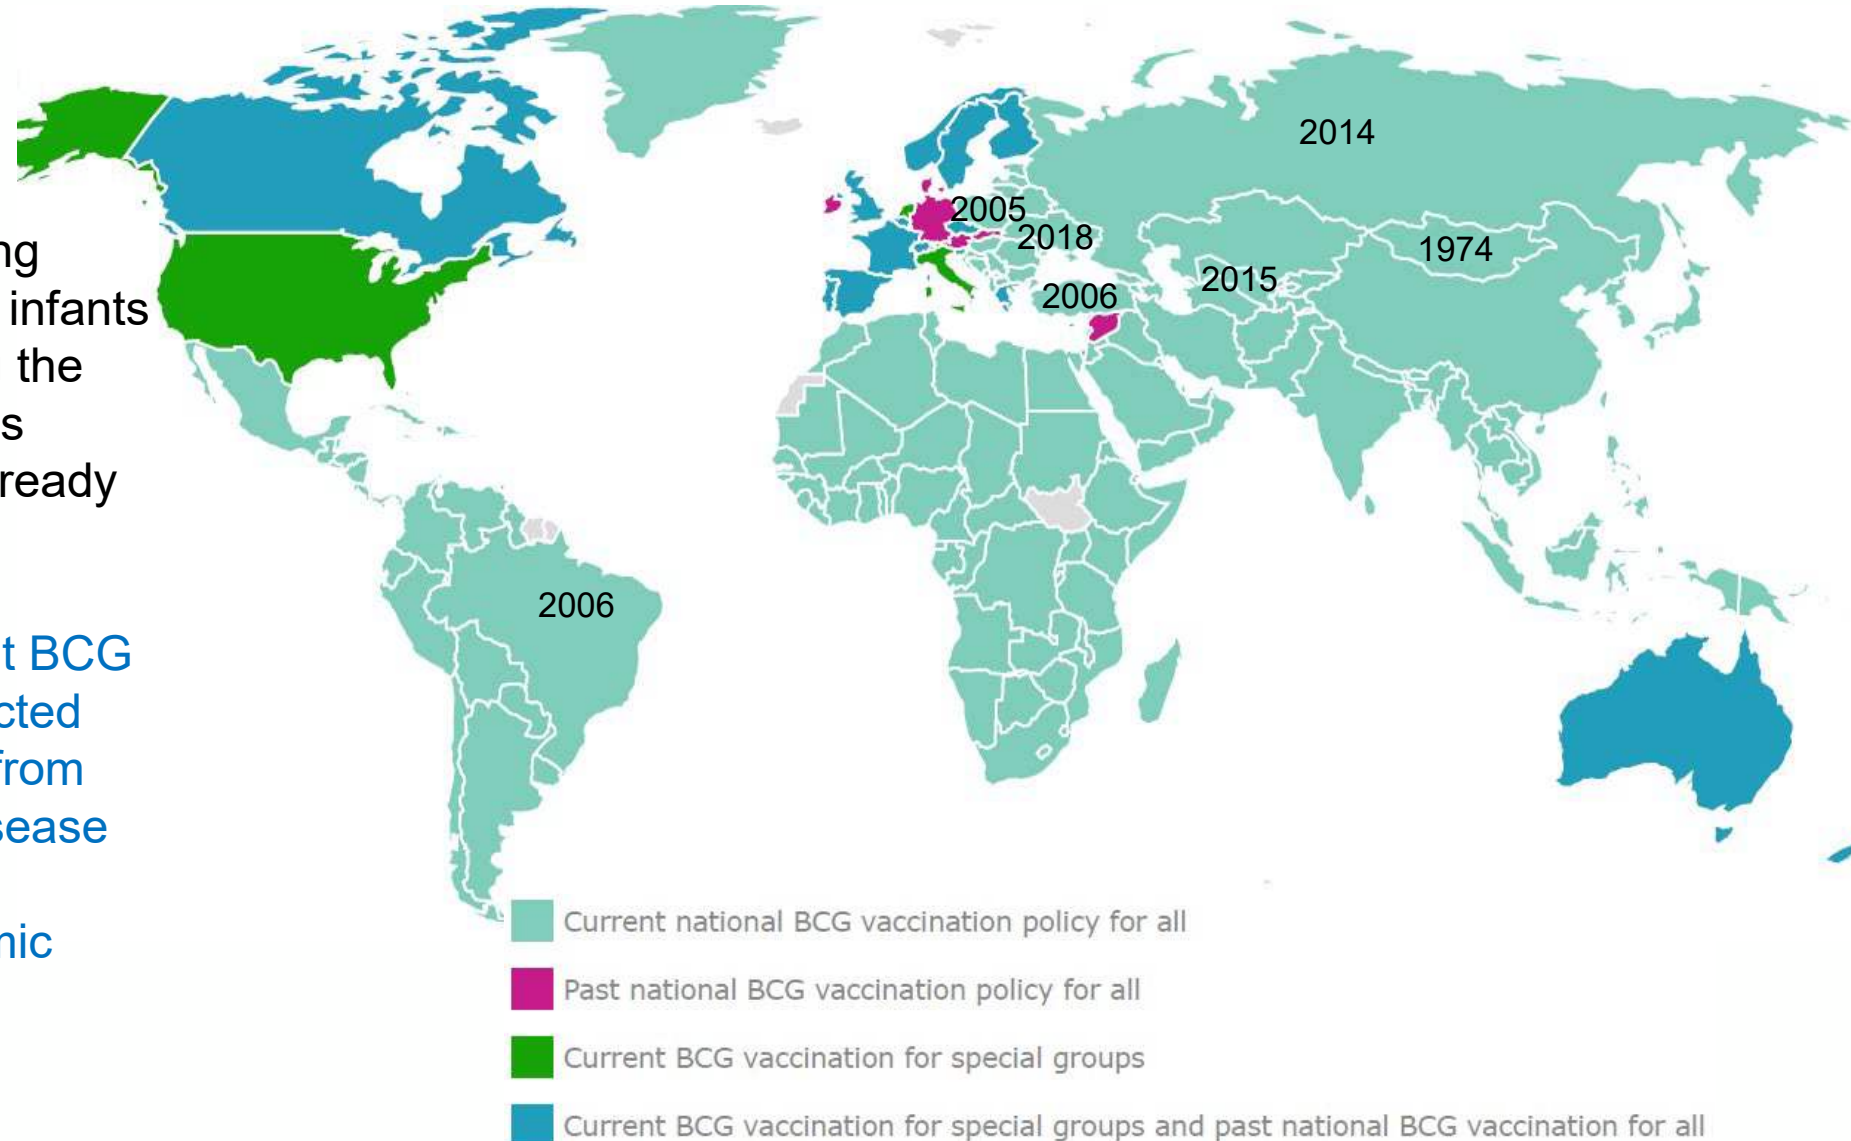 ng
infants
the
s
ready
t BCG
cted
from
sease
nic
2014
2005
2018
1974
2015
2006
2006
Current national BCG vaccination policy for all
Past national BCG vaccination policy for all
Current BCG vaccination for special groups
Current BCG vaccination for special groups and past national BCG vaccination for all